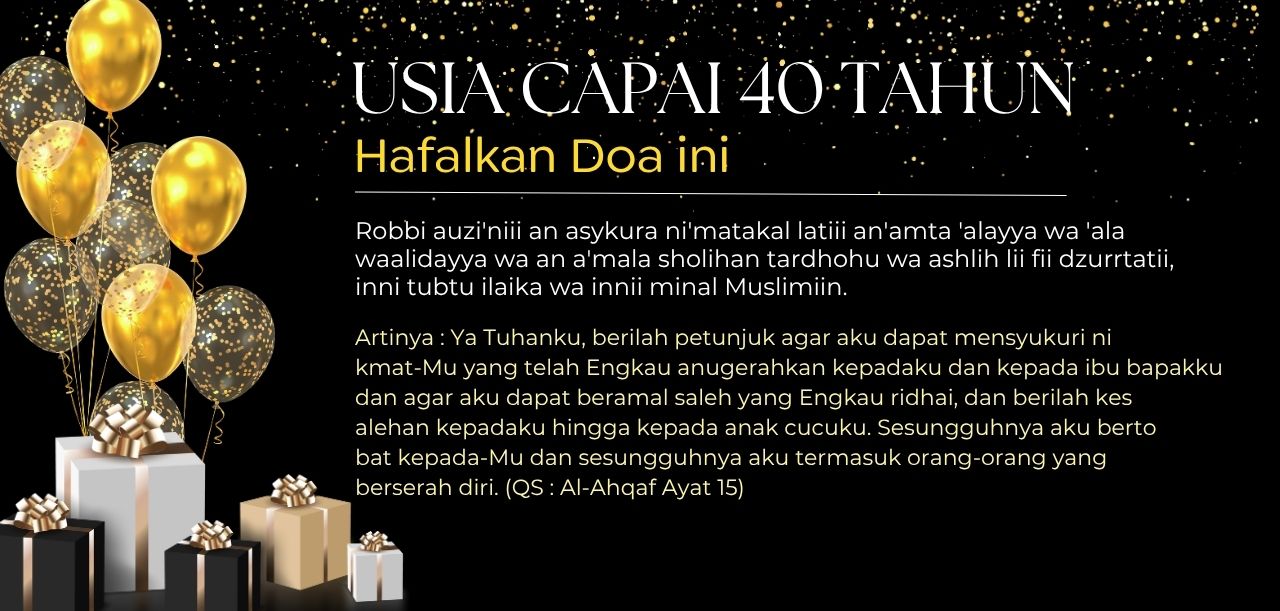 USIA CAPAI 40 TAHUN
Hafalkan Doa ini
Robbi auzi'niii an asykura ni'matakal latiii an'amta 'alayya wa 'ala
waalidayya wa an a'mala sholihan tardhohu wa ashlih lii fii dzurrtatii,
inni tubtu ilaika wa innii minal Muslimiin.
Artinya : Ya Tuhanku, berilah petunjuk agar aku dapat mensyukuri ni
kmat-Mu yang telah Engkau anugerahkan kepadaku dan kepada ibu bapakku
dan agar aku dapat beramal saleh yang Engkau ridhai, dan berilah kes
alehan kepadaku hingga kepada anak cucuku. Sesungguhnya aku berto
bat kepada-Mu dan sesungguhnya aku termasuk orang-orang yang
berserah diri. (QS : Al-Ahqaf Ayat 15)